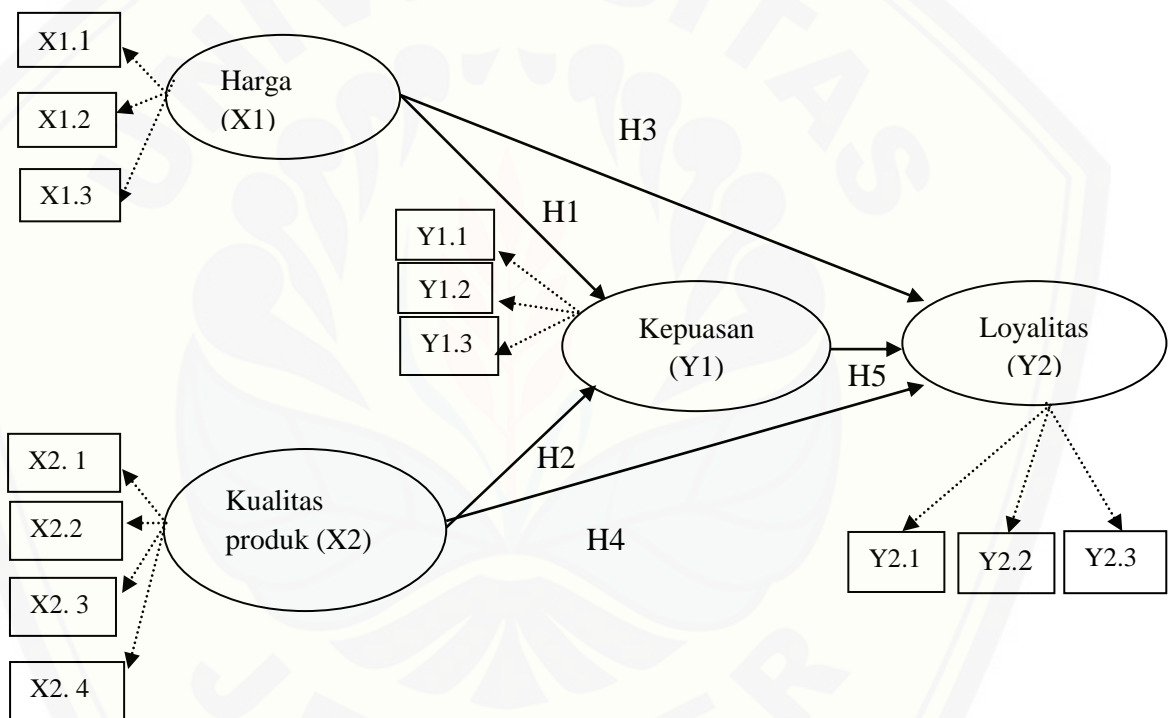 X1.1
X1.2
X1.3
Harga
(X1)
H3
H1
Y1.1
Y1.2
Y1.3
Kepuasan
(Y1)
Loyalitas
(Y2)
H5
H2
H4
X2. 1
X2.2
X2. 3
X2. 4
Kualitas
produk (X2)
Y2.1
Y2.2
Y2.3
UNIVERSITAS
JEMBER